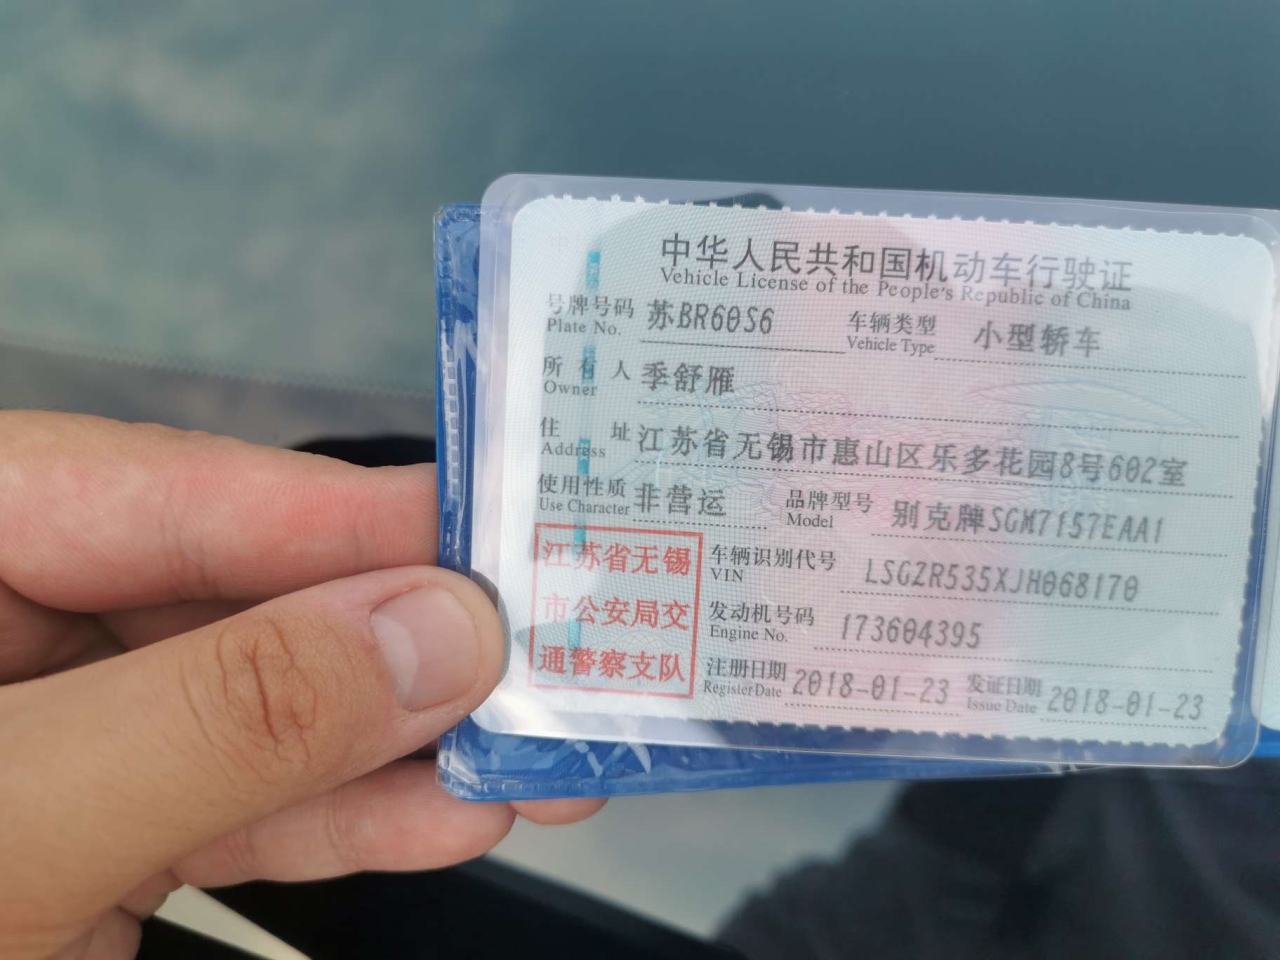 中华人民共和国机动车行驶证
Vehicle License of the People's Republic of China
号牌号码 苏BR60S6 车辆类型 小型轿车
Plate No. Vehicle Type
所有人 季舒雁
Owner
住址 江苏省无锡市惠山区乐多花园8号602室
Address
使用性质 非营运 品牌型号 别克牌SGM7157EAA1
Use Character Model
江苏省无锡
市公安局交
通警察支队
车辆识别代号 LSGZR535XJH068170
VIN
发动机号码 173604395
Engine No.
注册日期 2018-01-23 发证日期 2018-01-23
Register Date Issue Date